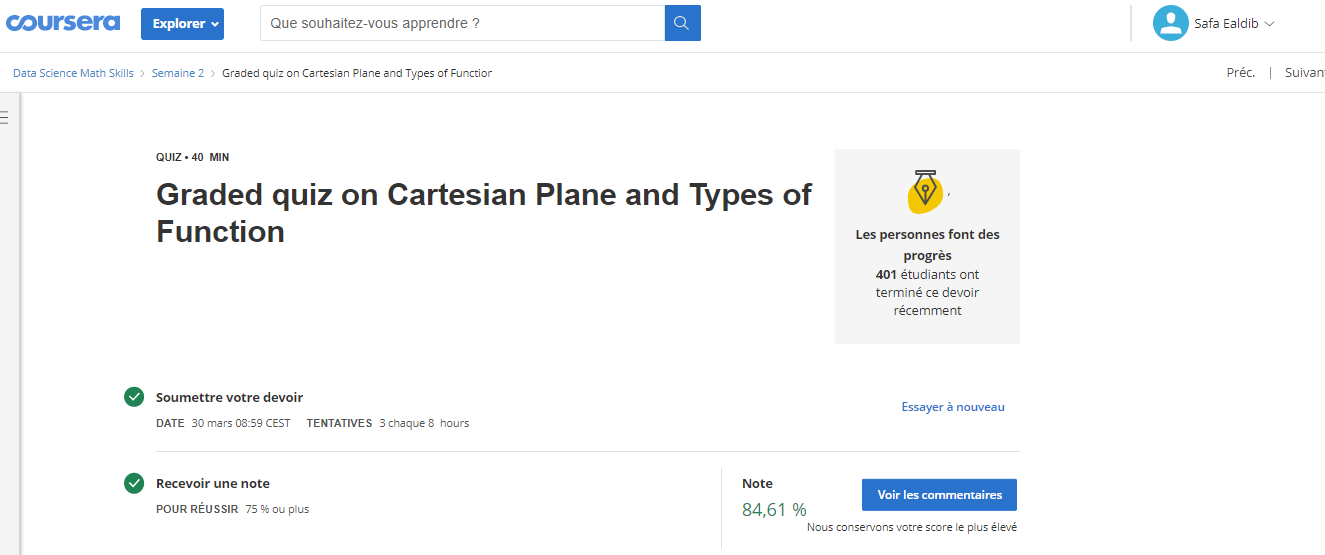 coursera
Explorer
Que souhaitez-vous apprendre ?
Safa Ealdib
Data Science Math Skills > Semaine 2 > Graded quiz on Cartesian Plane and Types of Function
Préc. | Suivant
QUIZ • 40 MIN
Graded quiz on Cartesian Plane and Types of
Function
Les personnes font des
progrès
401 étudiants ont
terminé ce devoir
récemment
Soumettre votre devoir
DATE 30 mars 08:59 CEST TENTATIVES 3 chaque 8 hours
Essayer à nouveau
Recevoir une note
POUR RÉUSSIR 75 % ou plus
Note
84,61 %
Voir les commentaires
Nous conservons votre score le plus élevé